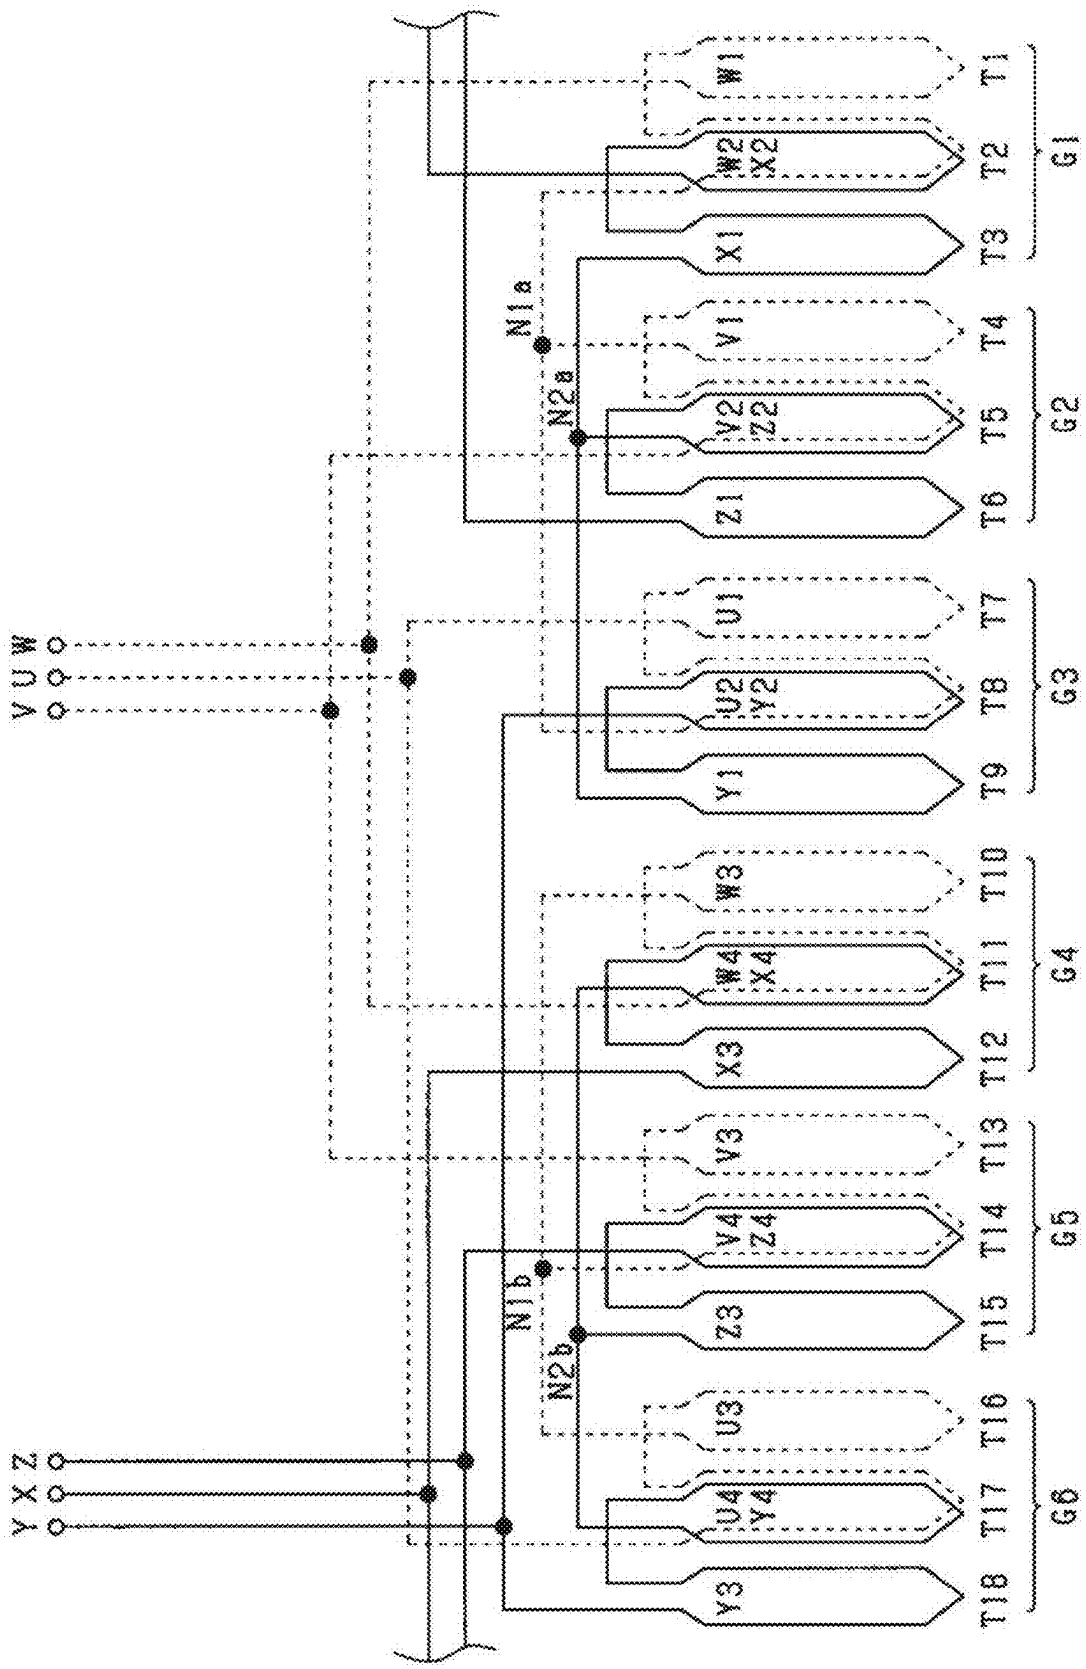 Y X Z V U W
N1b N1a
N2b N2a
Y3 U4 U3 Z3 V4 V3 X3 W4 W3 Y1 U2 U1 Z1 V2 V1 X1 W2 W1
Y4 Z4 X4 Y2 Z2 X2
T18 T17 T16 T15 T14 T13 T12 T11 T10 T9 T8 T7 T6 T5 T4 T3 T2 T1
G6 G5 G4 G3 G2 G1